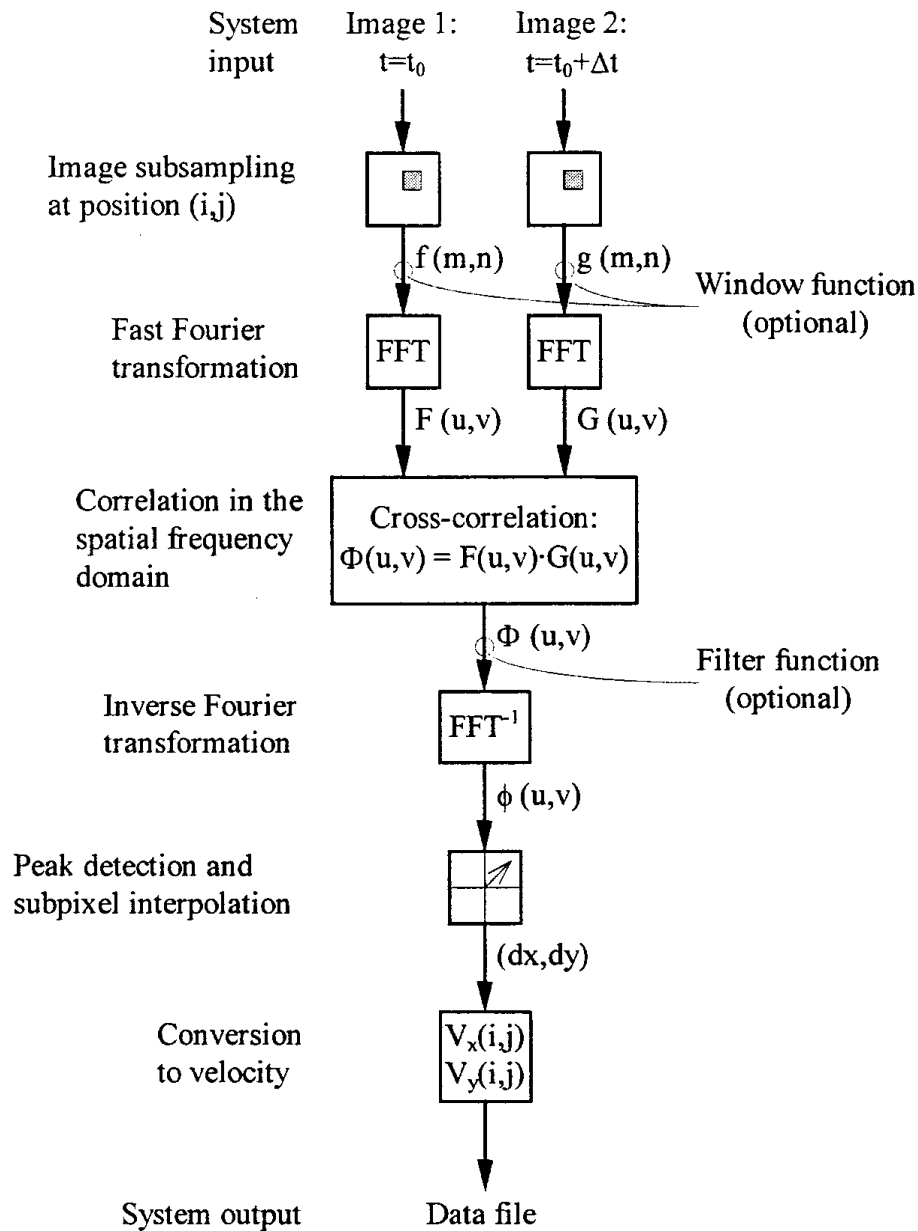 System input
Image 1:
t=t₀
Image 2:
t=t₀+Δt
Image subsampling
at position (i,j)
f (m,n)
g (m,n)
Window function
(optional)
Fast Fourier
transformation
FFT
FFT
F (u,v)
G (u,v)
Correlation in the
spatial frequency
domain
Cross-correlation:
Φ(u,v) = F(u,v)·G(u,v)
Φ (u,v)
Filter function
(optional)
Inverse Fourier
transformation
FFT⁻¹
ϕ (u,v)
Peak detection and
subpixel interpolation
(dx,dy)
Conversion
to velocity
Vₓ(i,j)
V_y(i,j)
System output
Data file